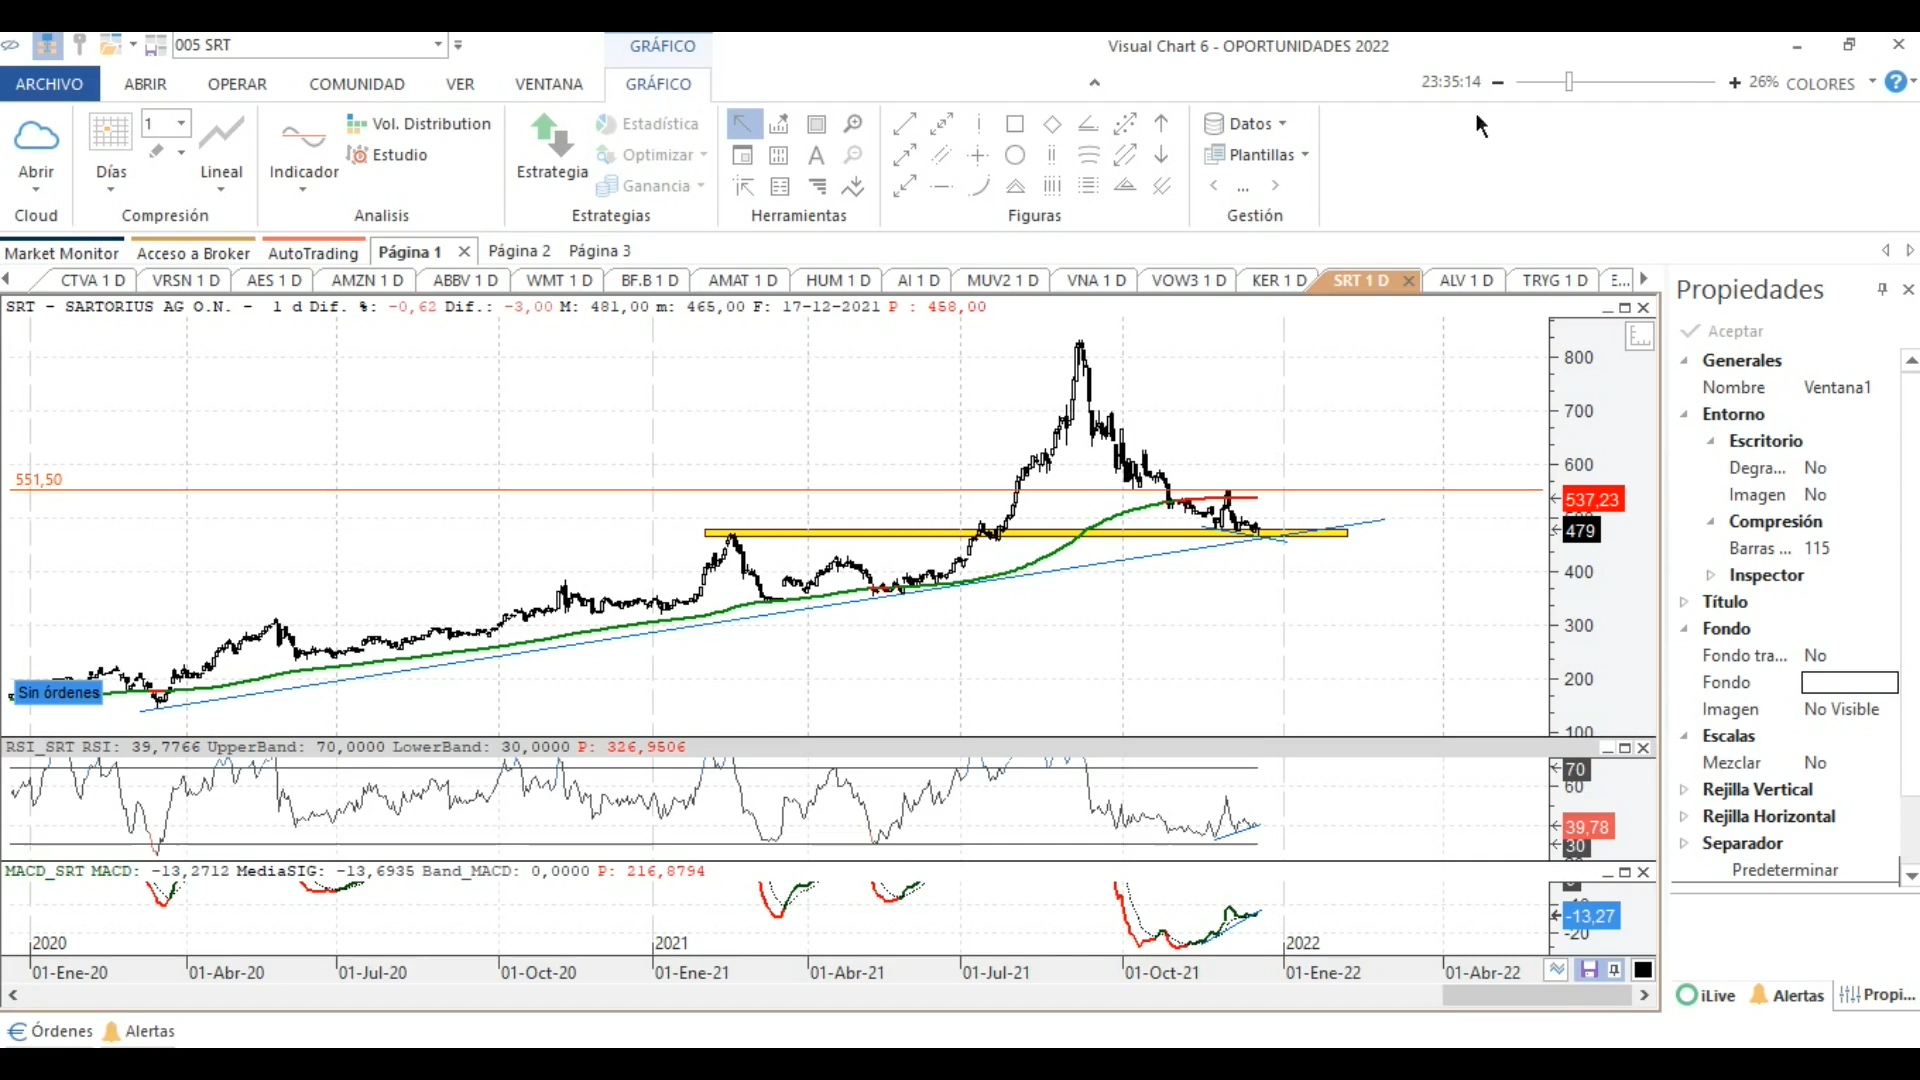 005 SRT
GRÁFICO
Visual Chart 6 - OPORTUNIDADES 2022
ARCHIVO ABRIR OPERAR COMUNIDAD VER VENTANA GRÁFICO
23:35:14 26% COLORES ?
1 Vol. Distribution Estadística Datos
Estudio Optimizar Plantillas
Abrir Días Lineal Indicador Estrategia Ganancia A ...
Cloud Compresión Analisis Estrategias Herramientas Figuras Gestión
Market Monitor Acceso a Broker AutoTrading Página 1 Página 2 Página 3
CTVA 1 D VRSN 1 D AES 1 D AMZN 1 D ABBV 1 D WMT 1 D BF.B 1 D AMAT 1 D HUM 1 D AI 1 D MUV2 1 D VNA 1 D VOW3 1 D KER 1 D SRT 1 D ALV 1 D TRYG 1 D E...
SRT - SARTORIUS AG O.N. - 1 d Dif. %: -0,62 Dif.: -3,00 M: 481,00 m: 465,00 F: 17-12-2021 P : 458,00
800
700
600
551,50
537,23
479
400
300
200
Sin órdenes
100
RSI_SRT RSI: 39,7766 UpperBand: 70,0000 LowerBand: 30,0000 P: 326,9506
70
60
39,78
30
MACD_SRT MACD: -13,2712 MediaSIG: -13,6935 Band_MACD: 0,0000 P: 216,8794
-13,27
-20
2020 2021 2022
01-Ene-20 01-Abr-20 01-Jul-20 01-Oct-20 01-Ene-21 01-Abr-21 01-Jul-21 01-Oct-21 01-Ene-22 01-Abr-22
Órdenes Alertas
Propiedades
Aceptar
Generales
Nombre Ventana1
Entorno
Escritorio
Degra... No
Imagen No
Compresión
Barras ... 115
Inspector
Título
Fondo
Fondo tra... No
Fondo
Imagen No Visible
Escalas
Mezclar No
Rejilla Vertical
Rejilla Horizontal
Separador
Predeterminar
iLive Alertas Propi...